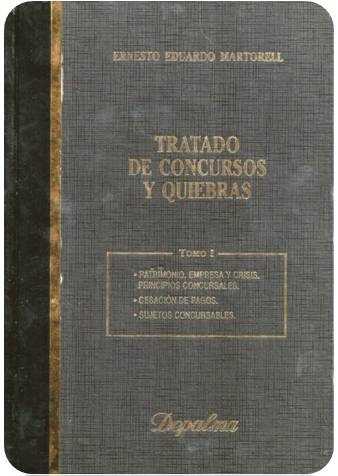 ERNESTO EDUARDO MARTORELL
TRATADO
DE CONCURSOS
Y QUIEBRAS
TOMO I
• PATRIMONIO, EMPRESA Y CRISIS.
PRINCIPIOS CONCURSALES.
• CESACIÓN DE PAGOS.
• SUJETOS CONCURSABLES.
Depalma